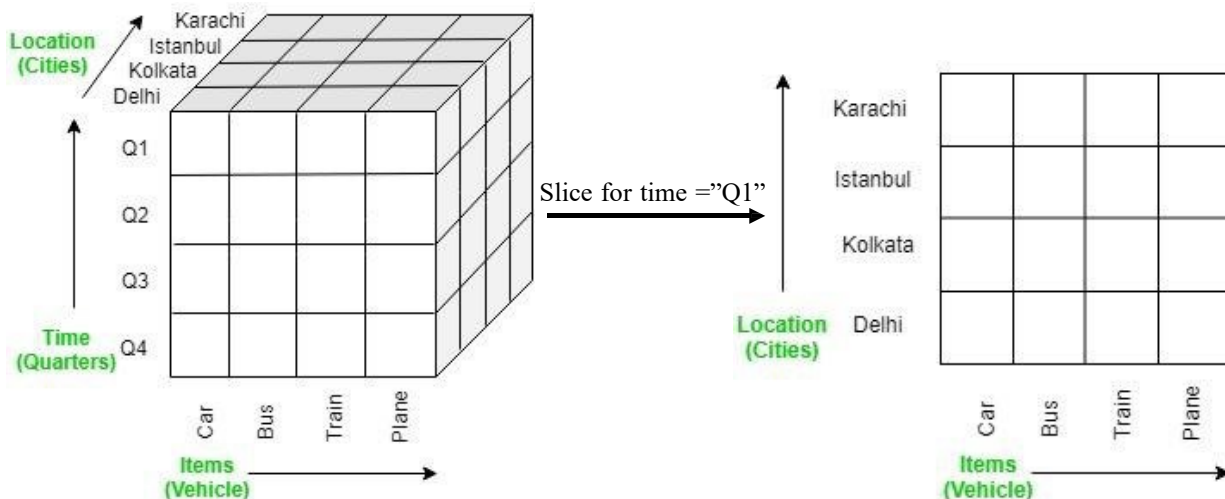 Karachi
Istanbul
Kolkata
Delhi
Location
(Cities)
Q1
Q2
Q3
Q4
Time
(Quarters)
Car
Bus
Train
Plane
Items
(Vehicle)
Slice for time =”Q1”
Karachi
Istanbul
Kolkata
Delhi
Location
(Cities)
Car
Bus
Train
Plane
Items
(Vehicle)